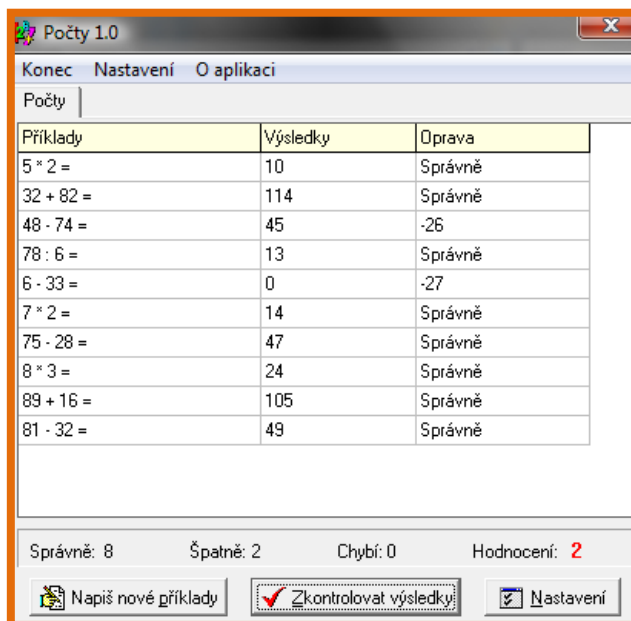 Počty 1.0
Konec Nastavení O aplikaci
Počty
Příklady Výsledky Oprava
5 * 2 = 10 Správně
32 + 82 = 114 Správně
48 - 74 = 45 -26
78 : 6 = 13 Správně
6 - 33 = 0 -27
7 * 2 = 14 Správně
75 - 28 = 47 Správně
8 * 3 = 24 Správně
89 + 16 = 105 Správně
81 - 32 = 49 Správně
Správně: 8 Špatně: 2 Chybí: 0 Hodnocení: 2
Napiš nové příklady Zkontrolovat výsledky Nastavení